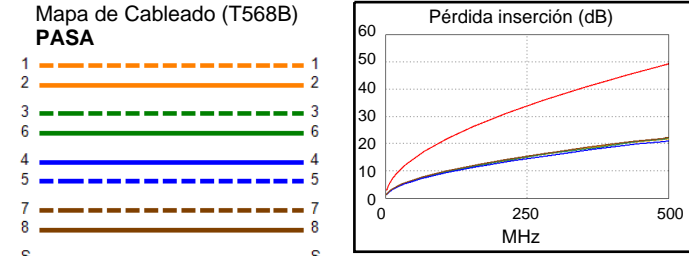 Mapa de Cableado (T568B)
PASA
1 1
2 2
3 3
6 6
4 4
5 5
7 7
8 8
S S
Pérdida inserción (dB)
60
50
40
30
20
10
0
0 250 500
MHz